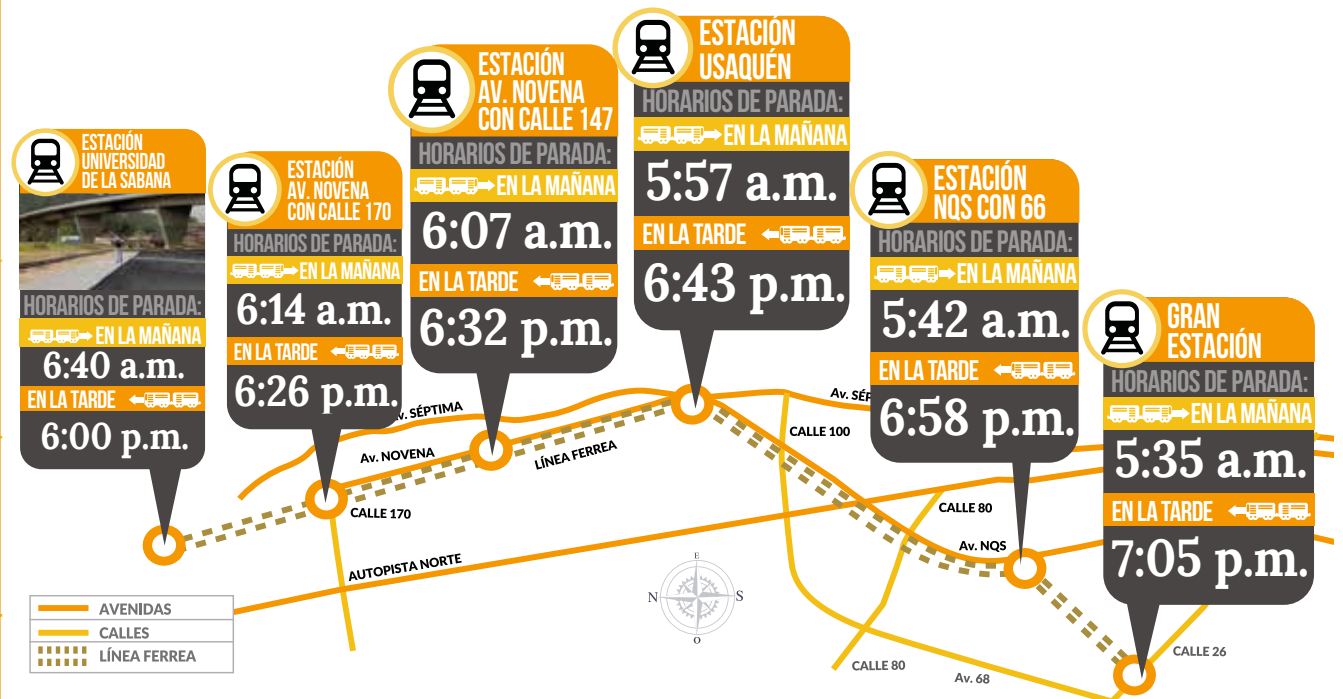 ESTACIÓN
UNIVERSIDAD
DE LA SABANA
HORARIOS DE PARADA:
EN LA MAÑANA
6:40 a.m.
EN LA TARDE
6:00 p.m.
ESTACIÓN
AV. NOVENA
CON CALLE 170
HORARIOS DE PARADA:
EN LA MAÑANA
6:14 a.m.
EN LA TARDE
6:26 p.m.
ESTACIÓN
AV. NOVENA
CON CALLE 147
HORARIOS DE PARADA:
EN LA MAÑANA
6:07 a.m.
EN LA TARDE
6:32 p.m.
ESTACIÓN
USAQUÉN
HORARIOS DE PARADA:
EN LA MAÑANA
5:57 a.m.
EN LA TARDE
6:43 p.m.
ESTACIÓN
NQS CON 66
HORARIOS DE PARADA:
EN LA MAÑANA
5:42 a.m.
EN LA TARDE
6:58 p.m.
GRAN
ESTACIÓN
HORARIOS DE PARADA:
EN LA MAÑANA
5:35 a.m.
EN LA TARDE
7:05 p.m.
Av. SÉPTIMA
Av. NOVENA
LÍNEA FERREA
CALLE 170
AUTOPISTA NORTE
Av. SÉP
CALLE 100
CALLE 80
Av. NQS
CALLE 80
Av. 68
CALLE 26
E
N
S
O
AVENIDAS
CALLES
LÍNEA FERREA